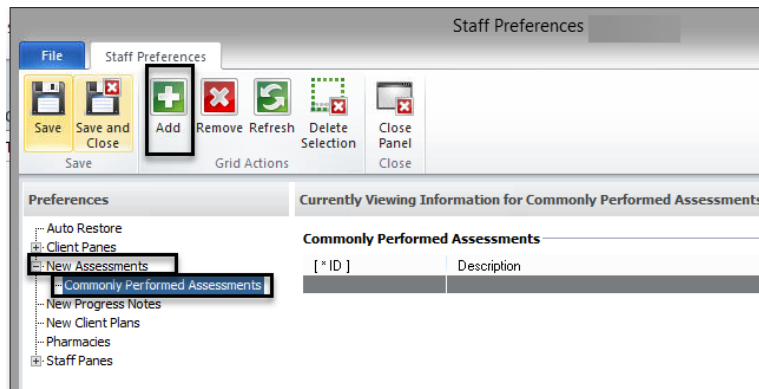 Staff Preferences
File
Staff Preferences
Save
Save and Close
Add
Remove
Refresh
Delete Selection
Close Panel
Save
Grid Actions
Close
Preferences
Currently Viewing Information for Commonly Performed Assessments
Auto Restore
Client Panes
New Assessments
Commonly Performed Assessments
New Progress Notes
New Client Plans
Pharmacies
Staff Panes
Commonly Performed Assessments
[ * ID ]
Description